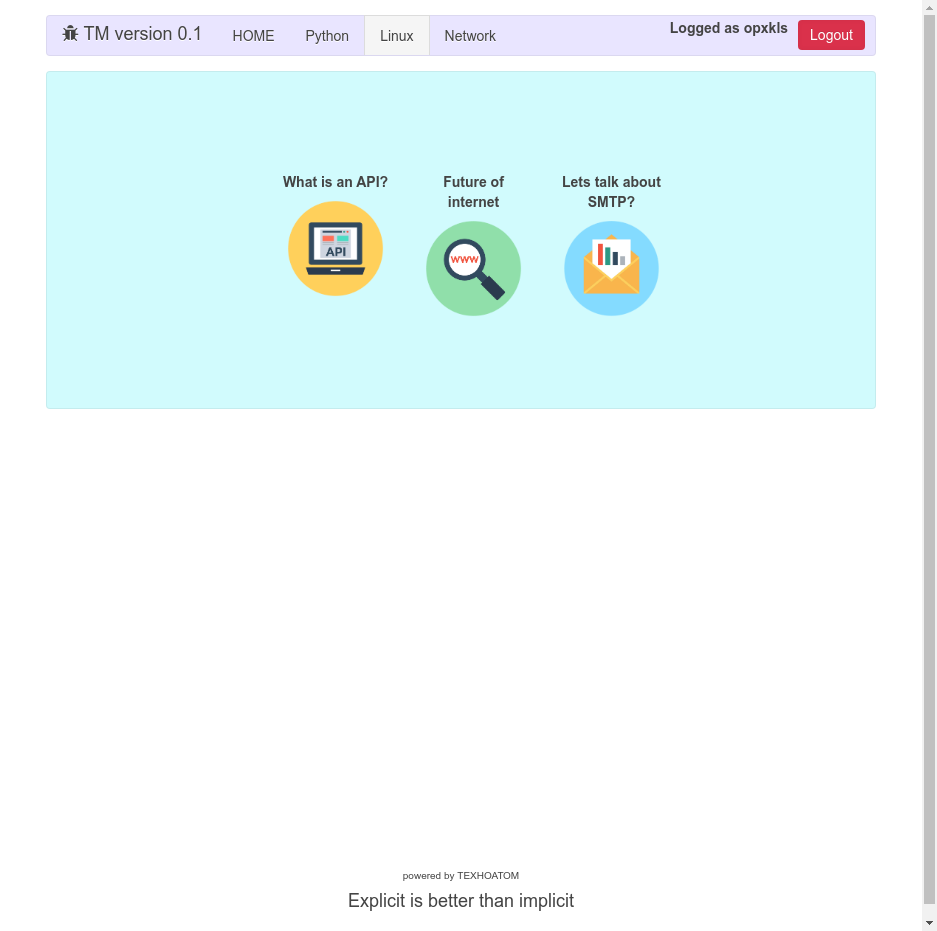 TM version 0.1 HOME Python Linux Network Logged as opxkls Logout
What is an API?
API
Future of
internet
www
Lets talk about
SMTP?
powered by TEXHOATOM
Explicit is better than implicit